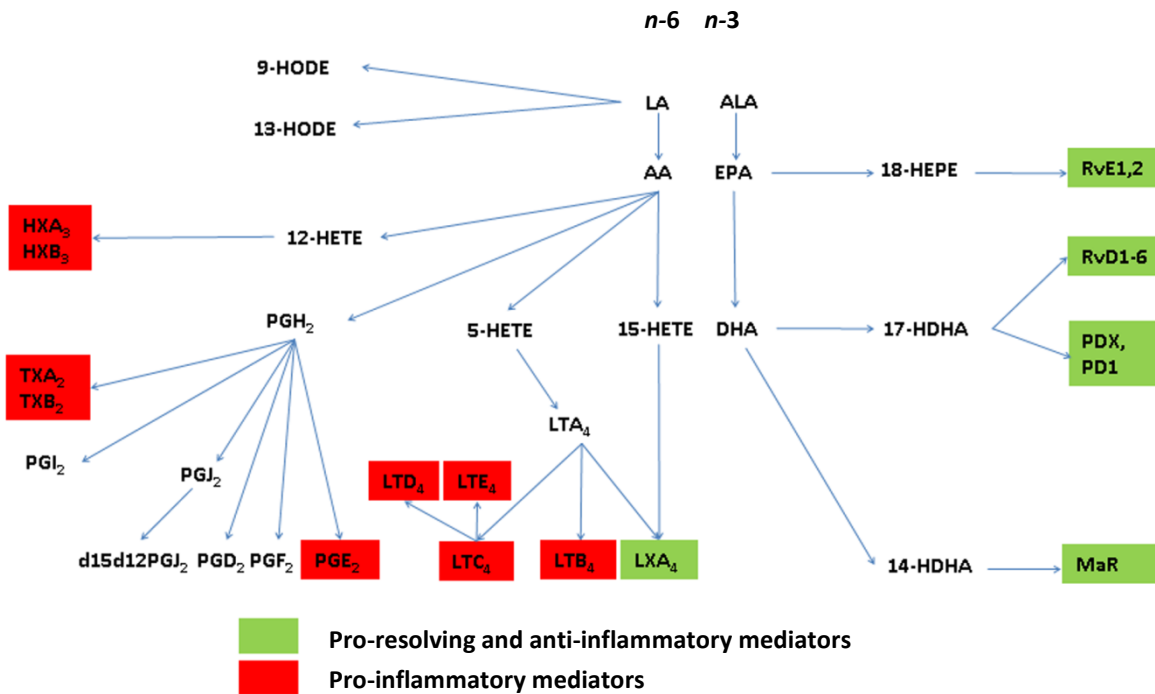 n-6 n-3
9-HODE
LA ALA
13-HODE
AA EPA 18-HEPE RvE1,2
HXA₃
HXB₃
12-HETE
RvD1-6
PGH₂ 5-HETE 15-HETE DHA 17-HDHA
PDX,
PD1
TXA₂
TXB₂
LTA₄
PGI₂ PGJ₂ LTD₄ LTE₄
d15d12PGJ₂ PGD₂ PGF₂ PGE₂ LTC₄ LTB₄ LXA₄
14-HDHA MaR
Pro-resolving and anti-inflammatory mediators
Pro-inflammatory mediators